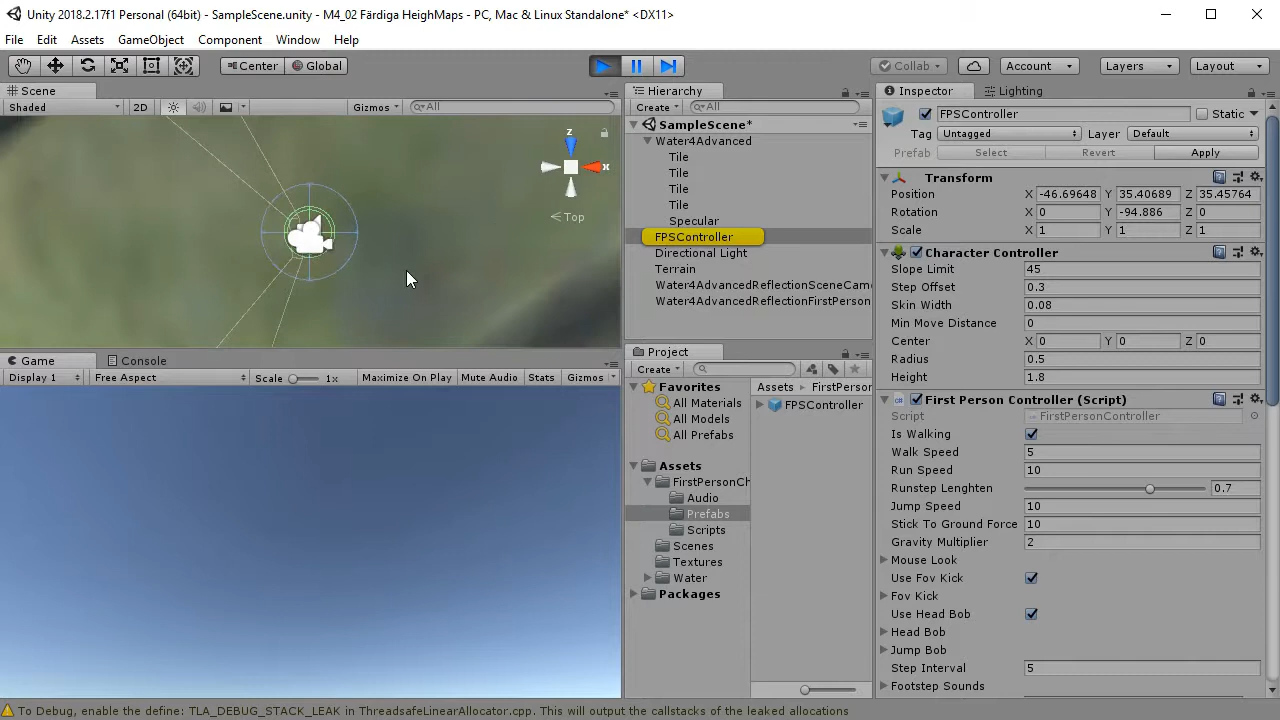 Unity 2018.2.17f1 Personal (64bit) - SampleScene.unity - M4_02 Färdiga HeighMaps - PC, Mac & Linux Standalone* <DX11>
File Edit Assets GameObject Component Window Help
Center Global Collab Account Layers Layout
Scene
Shaded 2D Gizmos All
z
x
Top
Game Console
Display 1 Free Aspect Scale 1x Maximize On Play Mute Audio Stats Gizmos
Hierarchy
Create All
SampleScene*
Water4Advanced
Tile
Tile
Tile
Tile
Specular
FPSController
Directional Light
Terrain
Water4AdvancedReflectionSceneCam
Water4AdvancedReflectionFirstPerson
Project
Create
Favorites
All Materials
All Models
All Prefabs
Assets
FirstPersonCh
Audio
Prefabs
Scripts
Scenes
Textures
Water
Packages
Assets FirstPerson
FPSController
Inspector Lighting
FPSController Static
Tag Untagged Layer Default
Prefab Select Revert Apply
Transform
Position X -46.69648 Y 35.40689 Z 35.45764
Rotation X 0 Y -94.886 Z 0
Scale X 1 Y 1 Z 1
Character Controller
Slope Limit 45
Step Offset 0.3
Skin Width 0.08
Min Move Distance 0
Center X 0 Y 0 Z 0
Radius 0.5
Height 1.8
First Person Controller (Script)
Script FirstPersonController
Is Walking
Walk Speed 5
Run Speed 10
Runstep Lenghten 0.7
Jump Speed 10
Stick To Ground Force 10
Gravity Multiplier 2
Mouse Look
Use Fov Kick
Fov Kick
Use Head Bob
Head Bob
Jump Bob
Step Interval 5
Footstep Sounds
To Debug, enable the define: TLA_DEBUG_STACK_LEAK in ThreadsafeLinearAllocator.cpp. This will output the callstacks of the leaked allocations